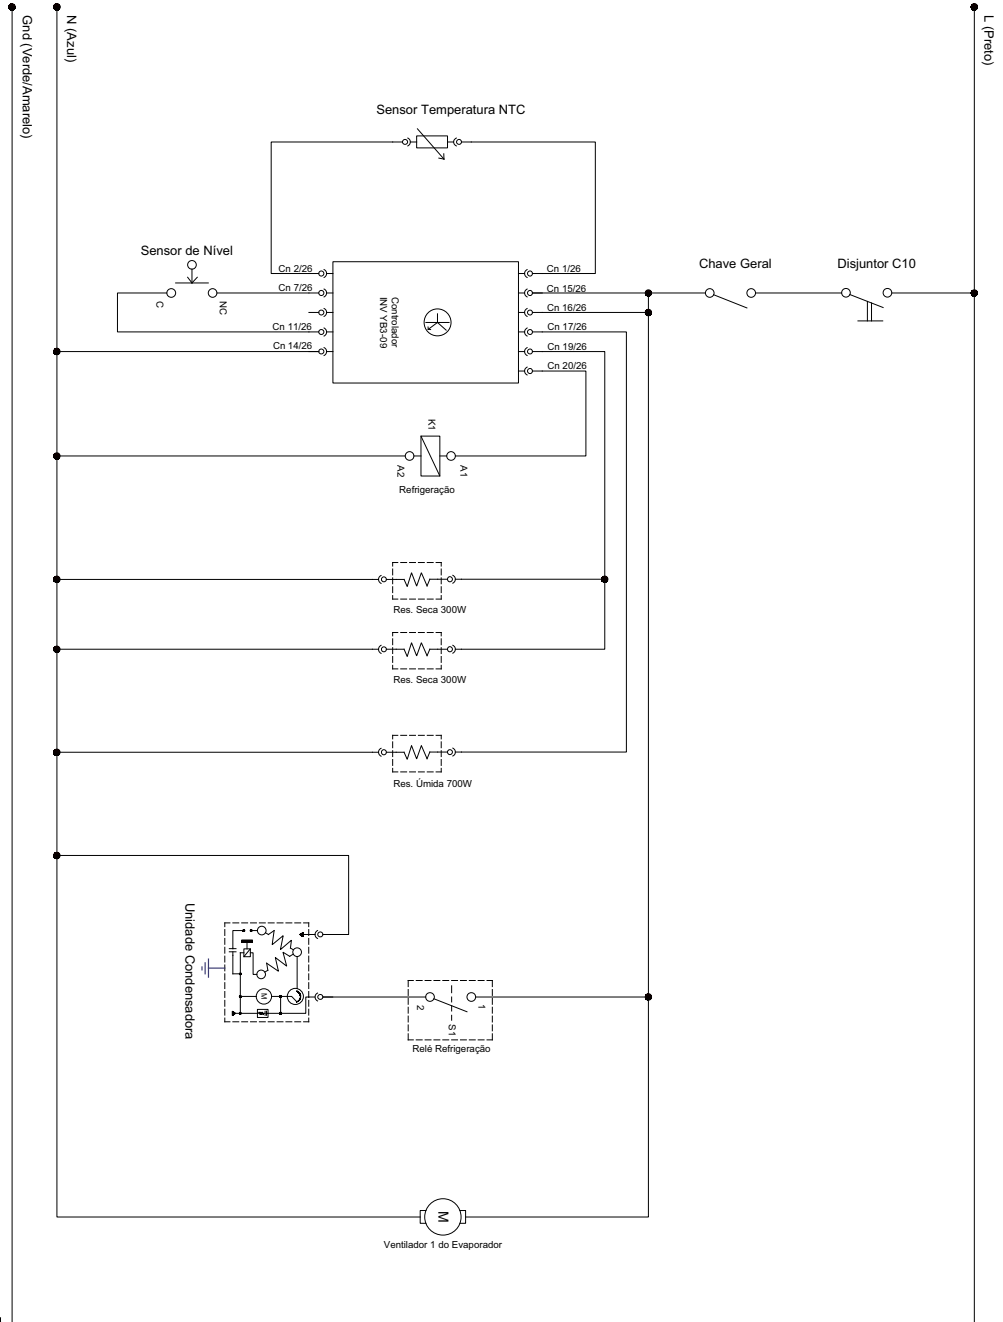 L (Preto)
N (Azul)
Gnd (Verde/Amarelo)
Sensor Temperatura NTC
Sensor de Nível
C
NC
Cn 2/26
Cn 7/26
Cn 11/26
Cn 14/26
Controlador
INV YB3-09
Cn 1/26
Cn 15/26
Cn 16/26
Cn 17/26
Cn 19/26
Cn 20/26
Chave Geral
Disjuntor C10
K1
A2
A1
Refrigeração
Res. Seca 300W
Res. Seca 300W
Res. Úmida 700W
Unidade Condensadora
M
2
1
S1
Relé Refrigeração
M
Ventilador 1 do Evaporador